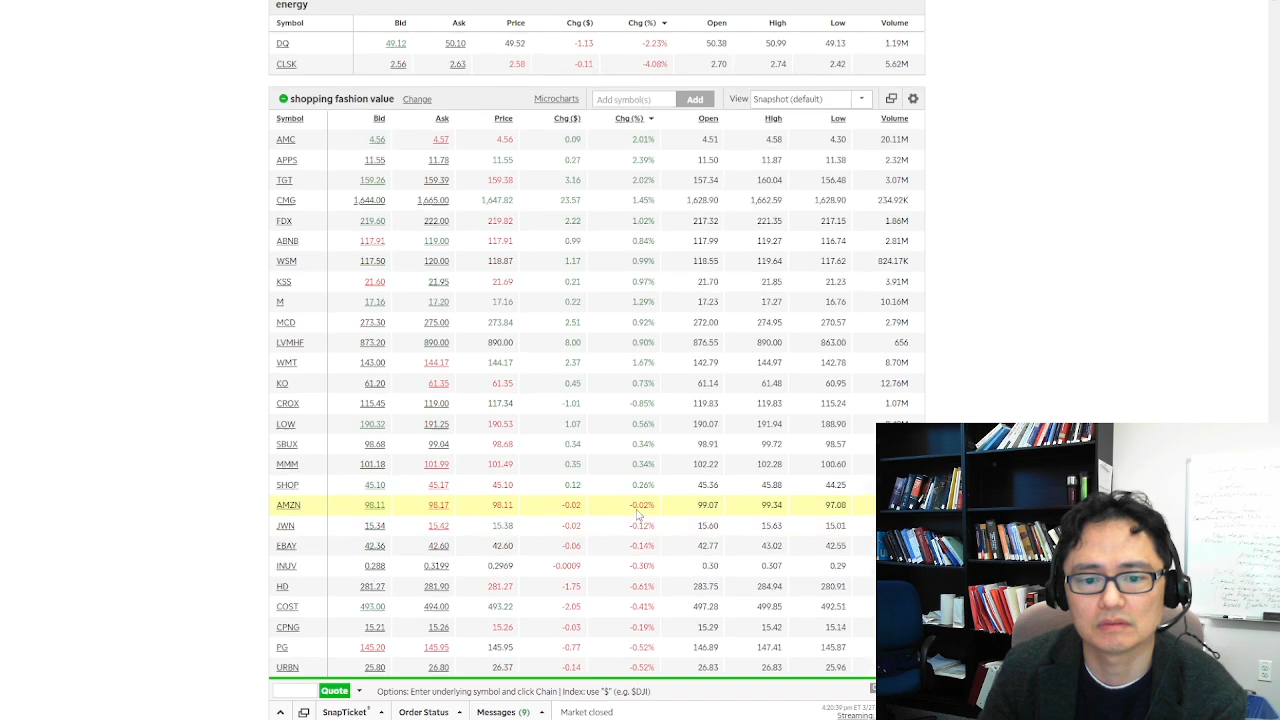 energy
Symbol Bid Ask Price Chg ($) Chg (%) Open High Low Volume
DQ 49.12 50.10 49.52 -1.13 -2.23% 50.38 50.99 49.13 1.19M
CLSK 2.56 2.63 2.58 -0.11 -4.08% 2.70 2.74 2.42 5.62M
shopping fashion value Change Microcharts Add symbol(s) Add View Snapshot (default)
Symbol Bid Ask Price Chg ($) Chg (%) Open High Low Volume
AMC 4.56 4.57 4.56 0.09 2.01% 4.51 4.58 4.30 20.11M
APPS 11.55 11.78 11.55 0.27 2.39% 11.50 11.87 11.38 2.32M
TGT 159.26 159.39 159.38 3.16 2.02% 157.34 160.04 156.48 3.07M
CMG 1,644.00 1,665.00 1,647.82 23.57 1.45% 1,628.90 1,662.59 1,628.90 234.92K
FDX 219.60 222.00 219.82 2.22 1.02% 217.32 221.35 217.15 1.86M
ABNB 117.91 119.00 117.91 0.99 0.84% 117.99 119.27 116.74 2.81M
WSM 117.50 120.00 118.87 1.17 0.99% 118.55 119.64 117.62 824.17K
KSS 21.60 21.95 21.69 0.21 0.97% 21.70 21.85 21.23 3.91M
M 17.16 17.20 17.16 0.22 1.29% 17.23 17.27 16.76 10.16M
MCD 273.30 275.00 273.84 2.51 0.92% 272.00 274.95 270.57 2.79M
LVMHF 873.20 890.00 890.00 8.00 0.90% 876.55 890.00 863.00 656
WMT 143.00 144.17 144.17 2.37 1.67% 142.79 144.97 142.78 8.70M
KO 61.20 61.35 61.35 0.45 0.73% 61.14 61.48 60.95 12.76M
CROX 115.45 119.00 117.34 -1.01 -0.85% 119.83 119.83 115.24 1.07M
LOW 190.32 191.25 190.53 1.07 0.56% 190.07 191.94 188.90
SBUX 98.68 99.04 98.68 0.34 0.34% 98.91 99.72 98.57
MMM 101.18 101.99 101.49 0.35 0.34% 102.22 102.28 100.60
SHOP 45.10 45.17 45.10 0.12 0.26% 45.36 45.88 44.25
AMZN 98.11 98.17 98.11 -0.02 -0.02% 99.07 99.34 97.08
JWN 15.34 15.42 -0.02 -0.12% 15.60 15.63 15.01
EBAY 42.36 42.60 42.60 -0.06 -0.14% 42.77 43.02 42.55
INUV 0.288 0.3199 0.2969 0.0009 -0.30% 0.30 0.307 0.29
HD 281.27 281.90 281.27 -1.75 -0.61% 283.75 284.94 280.91
COST 493.00 494.00 493.22 -2.05 -0.41% 497.28 499.85 492.51
CPNG 15.21 15.26 15.26 -0.03 -0.19% 15.29 15.42 15.14
PG 145.20 145.95 145.95 -0.77 -0.52% 146.89 147.41 145.87
URBN 25.80 26.80 26.37 -0.14 -0.52% 26.83 26.83 25.96
Quote Options: Enter underlying symbol and click Chain | Index: use "$" (e.g. $DJI)
SnapTicket® Order Status Messages (9) Market closed 4:20:39 pm ET 3/27
Streaming